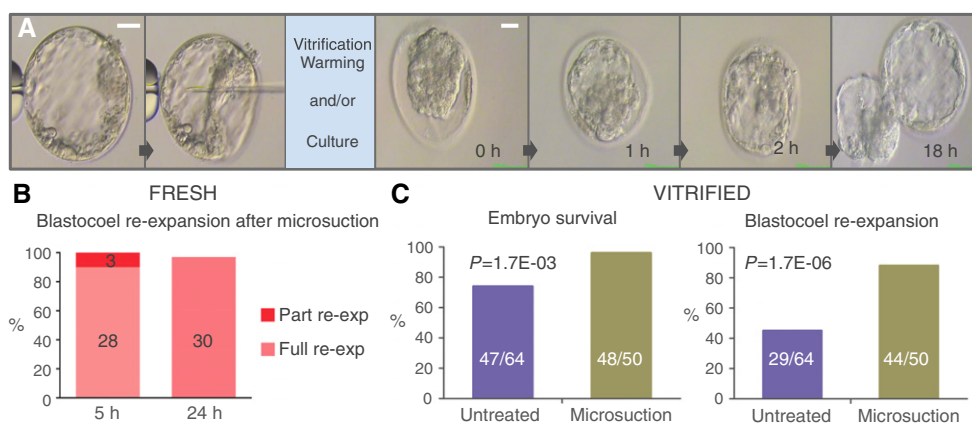 A
Vitrification
Warming
and/or
Culture
0 h
1 h
2 h
18 h
B
FRESH
Blastocoel re-expansion after microsuction
100
80
60
40
20
0
%
3
28
30
5 h
24 h
Part re-exp
Full re-exp
C
VITRIFIED
Embryo survival
100
80
60
40
20
0
%
P=1.7E-03
47/64
48/50
Untreated
Microsuction
Blastocoel re-expansion
100
80
60
40
20
0
%
P=1.7E-06
29/64
44/50
Untreated
Microsuction